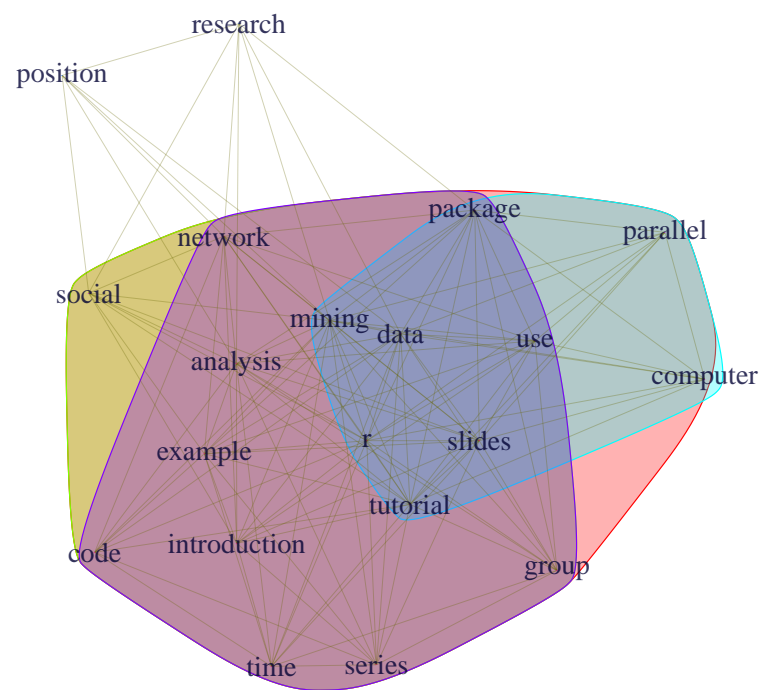 research
position
package
parallel
network
social
mining
data
use
analysis
computer
r
slides
example
tutorial
introduction
code
group
time
series